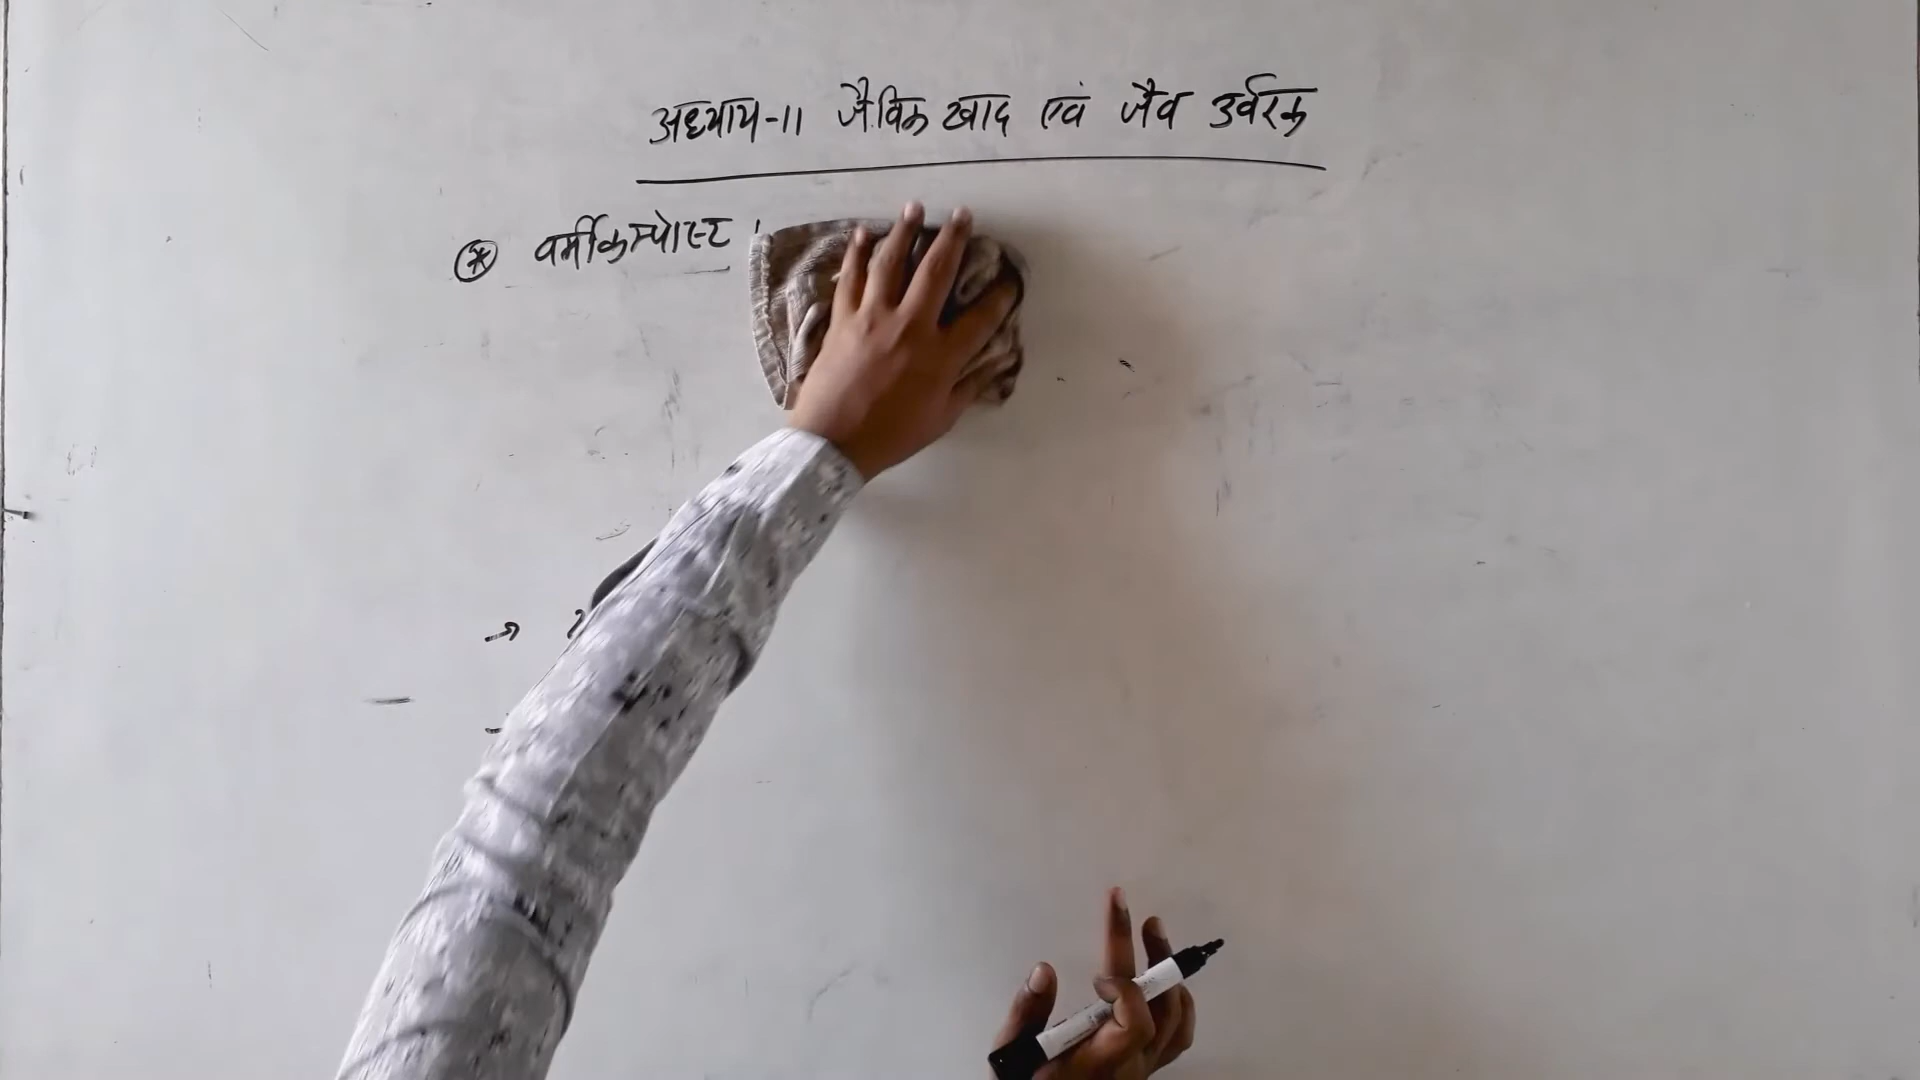 अध्याय-11 जैविक खाद एवं जैव उर्वरक
* वर्मीकम्पोस्ट
→